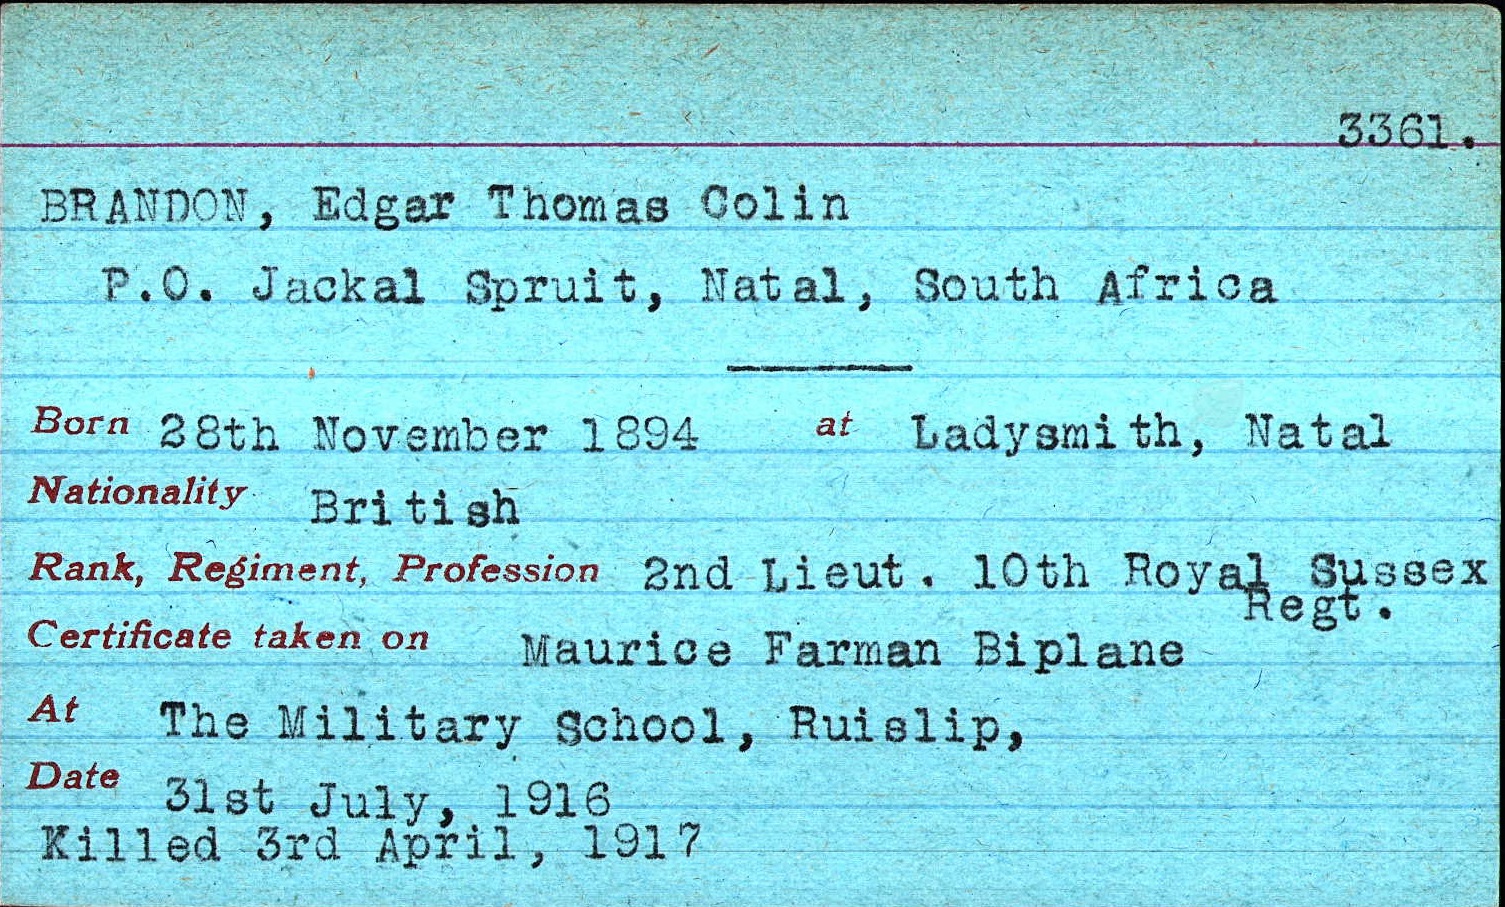 3361.
BRANDON, Edgar Thomas Colin
P.O. Jackal Spruit, Natal, South Africa
Born 28th November 1894 at Ladysmith, Natal
Nationality British
Rank, Regiment, Profession 2nd Lieut. 10th Royal Sussex
Regt.
Certificate taken on Maurice Farman Biplane
At The Military School, Ruislip,
Date 31st July, 1916
Killed 3rd April, 1917